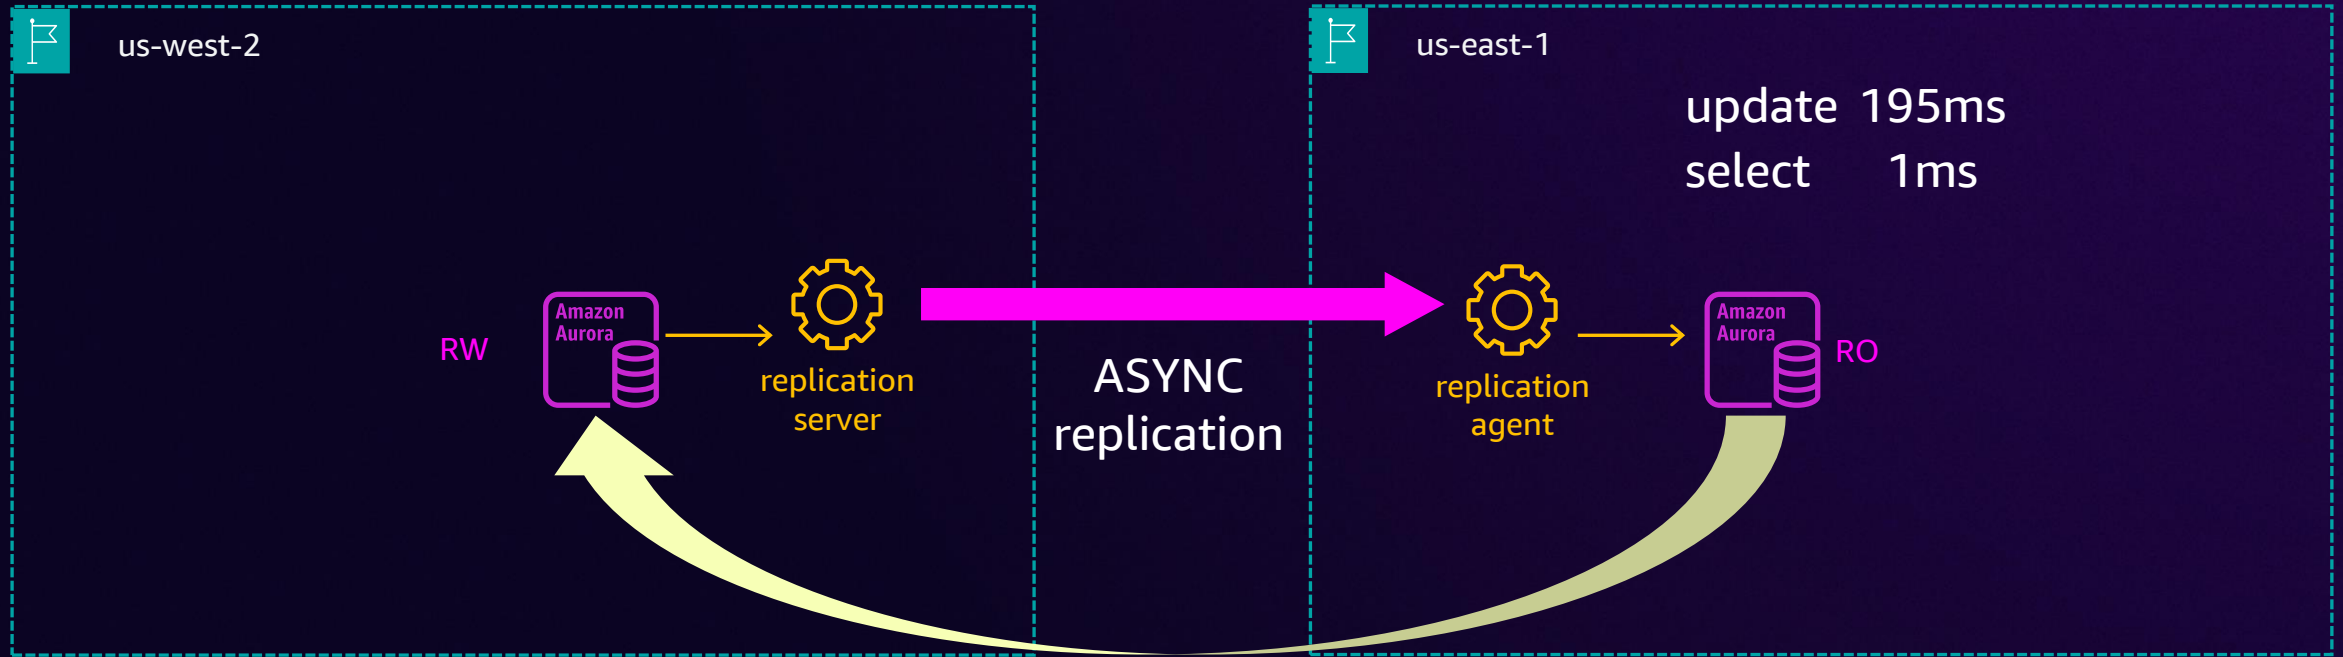 us-west-2
us-east-1
update 195ms
select 1ms
RW
Amazon
Aurora
replication
server
ASYNC
replication
replication
agent
Amazon
Aurora
RO